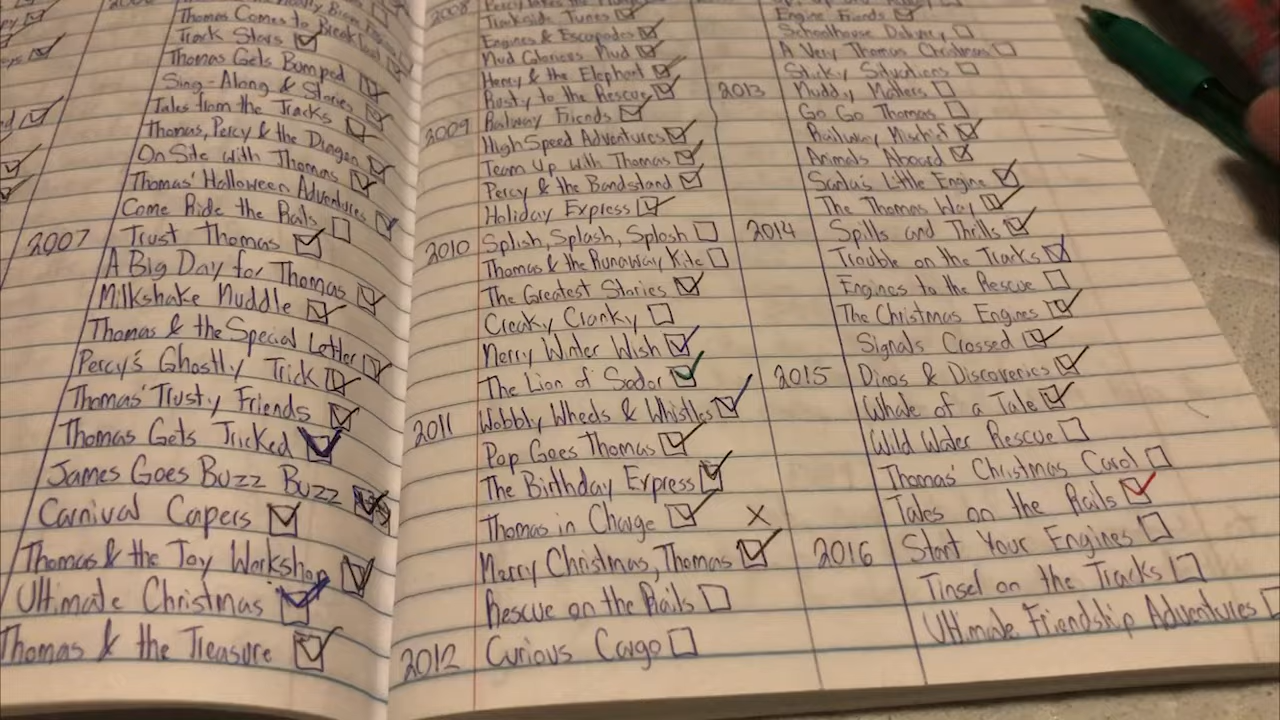 Thomas Comes to Breakfast
Track Stars
Thomas Gets Bumped
Sing-Along & Stories
Tales from the Tracks
Thomas, Percy & the Dragon
On Site with Thomas
Thomas' Halloween Adventures
Come Ride the Rails
2007 Trust Thomas
A Big Day for Thomas
Milkshake Muddle
Thomas & the Special Letter
Percy's Ghostly Trick
Thomas' Trusty Friends
Thomas Gets Tricked
James Goes Buzz Buzz
Carnival Capers
Thomas & the Toy Workshop
Ultimate Christmas
Thomas & the Treasure
2008
Trackside Tunes
Engines & Escapades
Mud Glorious Mud
Henry & the Elephant
Rusty to the Rescue
2009 Railway Friends
High Speed Adventures
Team Up with Thomas
Percy & the Bandstand
Holiday Express
2010 Splish, Splash, Splosh
Thomas & the Runaway Kite
The Greatest Stories
Creaky Cranky
Merry Winter Wish
The Lion of Sodor
2011 Wobbly Wheels & Whistles
Pop Goes Thomas
The Birthday Express
Thomas in Charge X
Merry Christmas, Thomas
Rescue on the Rails
2012 Curious Cargo
Engine Friends
Schoolhouse Delivery
A Very Thomas Christmas
Sticky Situations
2013 Muddy Matters
Go Go Thomas
Railway Mischief
Animals Aboard
Santa's Little Engine
The Thomas Way
2014 Spills and Thrills
Trouble on the Tracks
Engines to the Rescue
The Christmas Engines
Signals Crossed
2015 Dinos & Discoveries
Whale of a Tale
Wild Water Rescue
Thomas' Christmas Carol
Tales on the Rails
2016 Start Your Engines
Tinsel on the Tracks
Ultimate Friendship Adventures